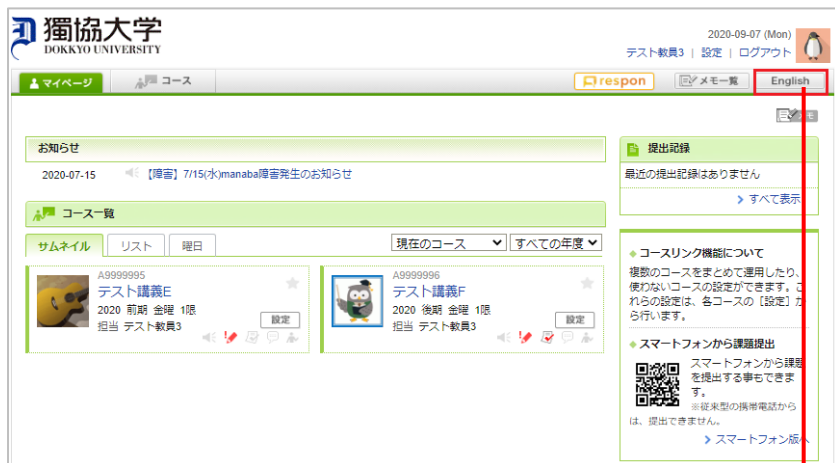 獨協大学
DOKKYO UNIVERSITY
2020-09-07 (Mon)
テスト教員3 | 設定 | ログアウト
マイページ
コース
respon
メモ一覧
English
メモ
お知らせ
2020-07-15 【障害】7/15(水)manaba障害発生のお知らせ
コース一覧
サムネイル リスト 曜日
現在のコース すべての年度
A9999995
テスト講義E
2020 前期 金曜 1限
担当 テスト教員3
設定
A9999996
テスト講義F
2020 後期 金曜 1限
担当 テスト教員3
設定
提出記録
最近の提出記録はありません
すべて表示
コースリンク機能について
複数のコースをまとめて運用したり、
使わないコースの設定ができます。こ
れらの設定は、各コースの［設定］か
ら行います。
スマートフォンから課題提出
スマートフォンから課題
を提出する事もできま
す。
※従来型の携帯電話から
は、提出できません。
スマートフォン版へ